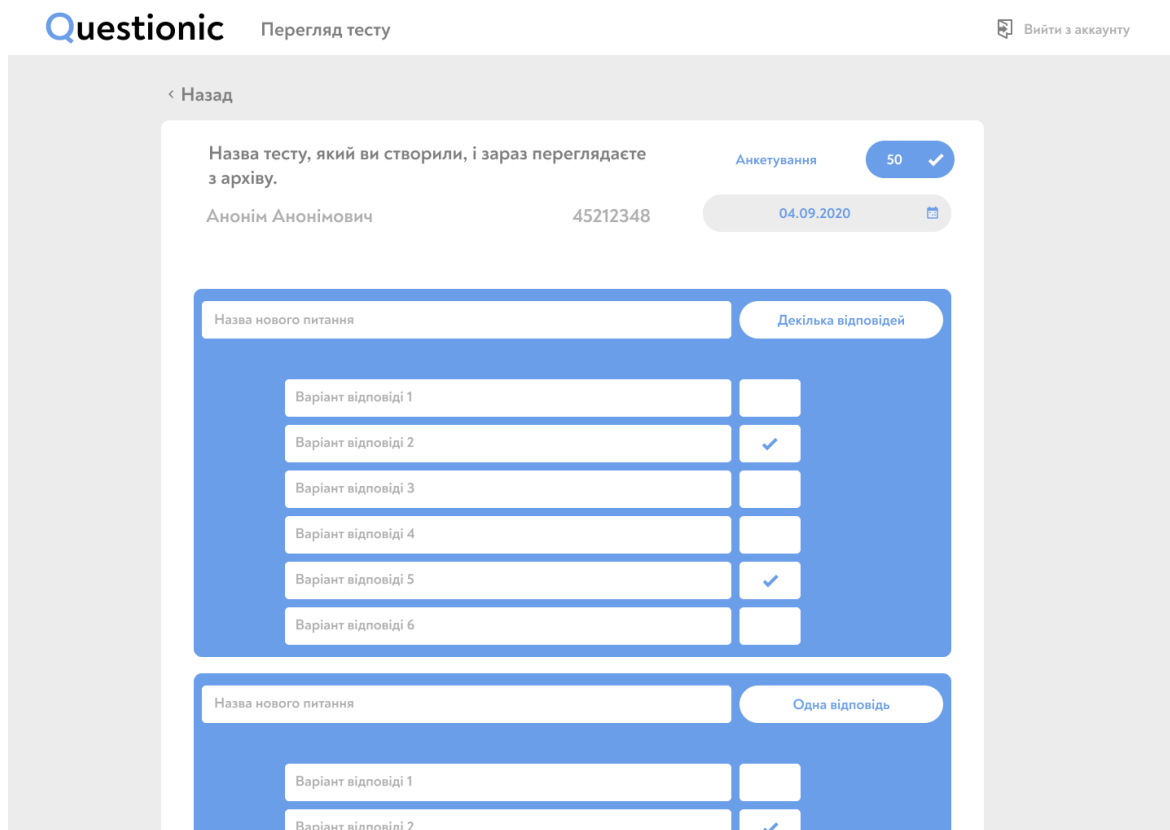 Questionic
Перегляд тесту
Вийти з аккаунту
‹ Назад
Назва тесту, який ви створили, і зараз переглядаєте
з архіву.
Анкетування
50
Анонім Анонімович
45212348
04.09.2020
Назва нового питання
Декілька відповідей
Варіант відповіді 1
Варіант відповіді 2
Варіант відповіді 3
Варіант відповіді 4
Варіант відповіді 5
Варіант відповіді 6
Назва нового питання
Одна відповідь
Варіант відповіді 1
Варіант відповіді 2